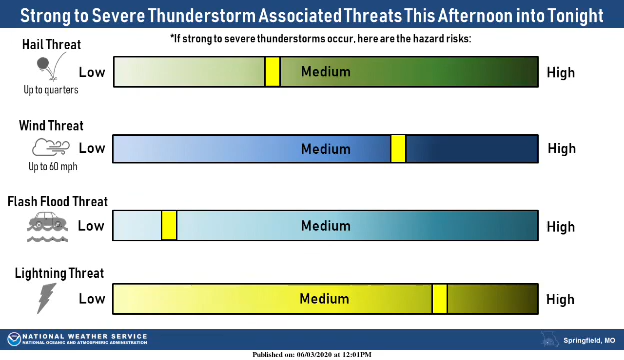 Strong to Severe Thunderstorm Associated Threats This Afternoon into Tonight
*If strong to severe thunderstorms occur, here are the hazard risks:
Hail Threat
Low
Medium
High
Up to quarters
Wind Threat
Low
Medium
High
Up to 60 mph
Flash Flood Threat
Low
Medium
High
Lightning Threat
Low
Medium
High
NATIONAL WEATHER SERVICE
NATIONAL OCEANIC AND ATMOSPHERIC ADMINISTRATION
Springfield, MO
Published on: 06/03/2020 at 12:01PM